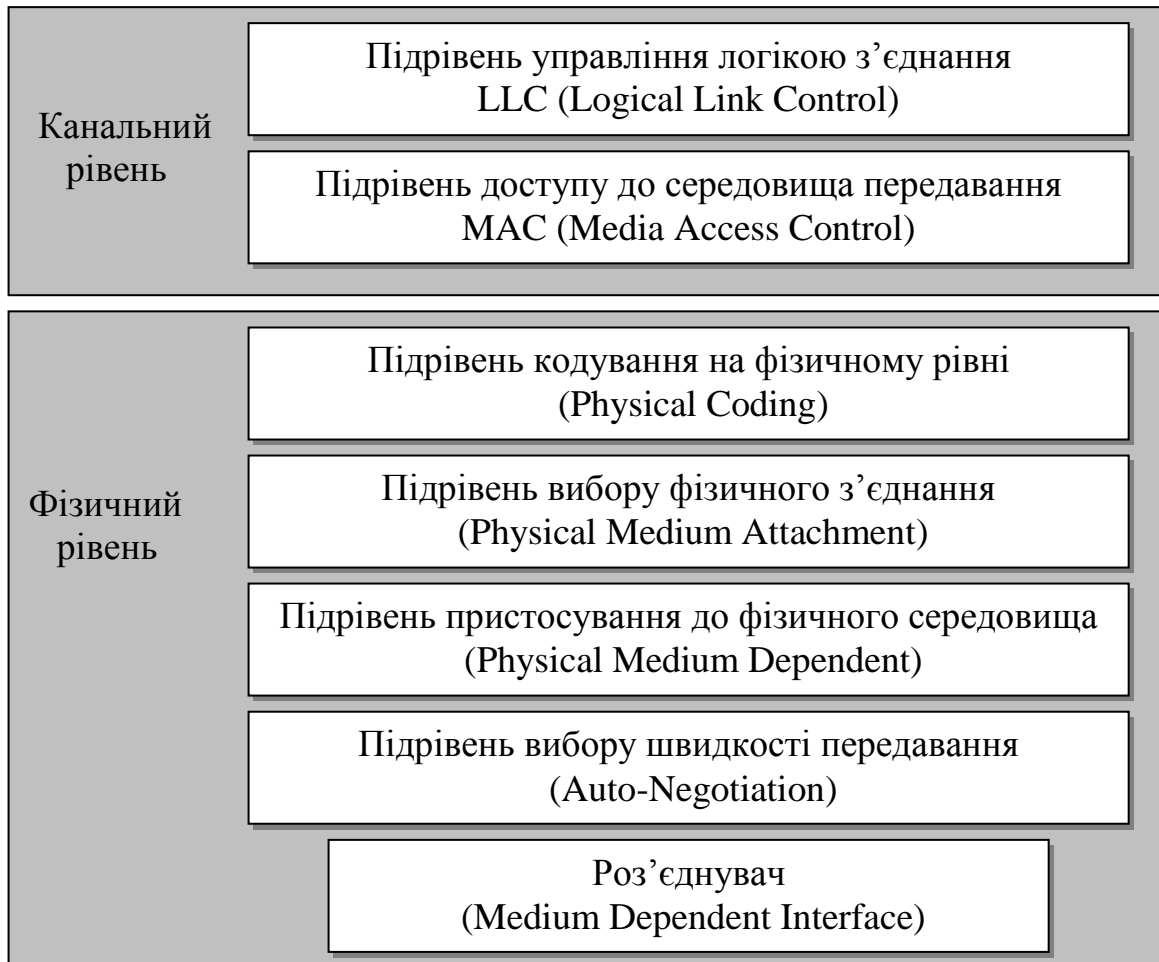 Канальний
рівень
Підрівень управління логікою з’єднання
LLC (Logical Link Control)
Підрівень доступу до середовища передавання
MAC (Media Access Control)
Фізичний
рівень
Підрівень кодування на фізичному рівні
(Physical Coding)
Підрівень вибору фізичного з’єднання
(Physical Medium Attachment)
Підрівень пристосування до фізичного середовища
(Physical Medium Dependent)
Підрівень вибору швидкості передавання
(Auto-Negotiation)
Роз’єднувач
(Medium Dependent Interface)